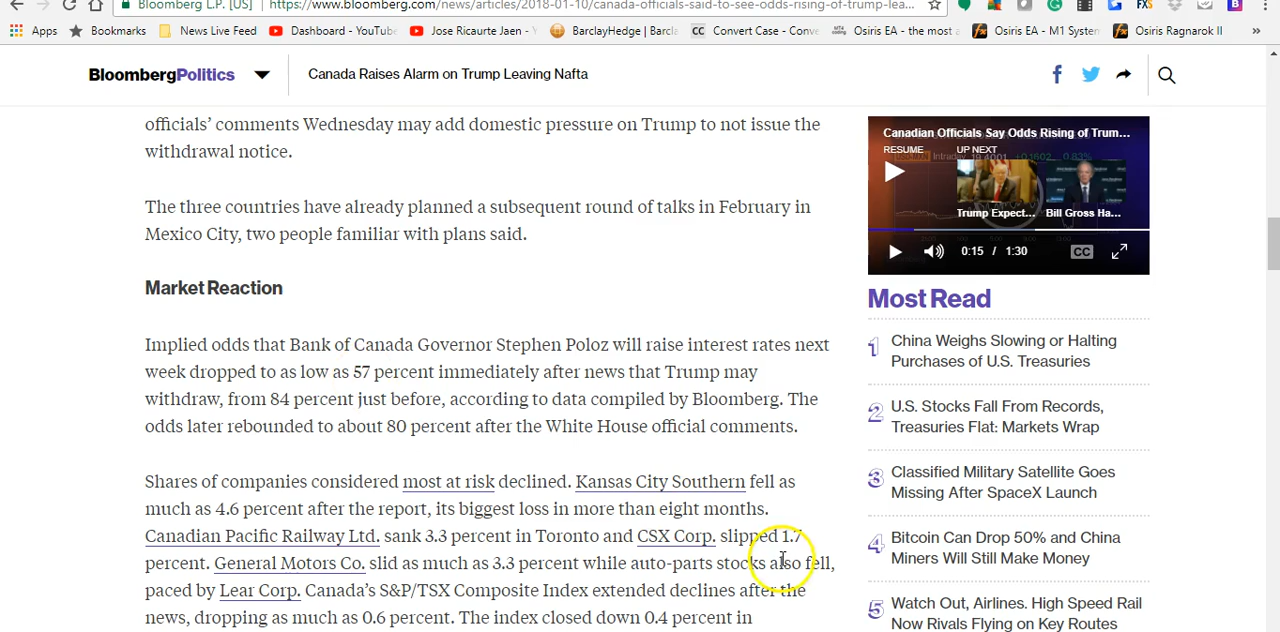 Bloomberg L.P. [US]
https://www.bloomberg.com/news/articles/2018-01-10/canada-officials-said-to-see-odds-rising-of-trump-lea...
Apps
Bookmarks
News Live Feed
Dashboard - YouTube
Jose Ricaurte Jaen - Y
BarclayHedge | Barcla
CC
Convert Case - Conve
Osiris EA - the most a
Osiris EA - M1 System
Osiris Ragnarok II
»
BloombergPolitics
Canada Raises Alarm on Trump Leaving Nafta
officials’ comments Wednesday may add domestic pressure on Trump to not issue the
withdrawal notice.
The three countries have already planned a subsequent round of talks in February in
Mexico City, two people familiar with plans said.
Market Reaction
Implied odds that Bank of Canada Governor Stephen Poloz will raise interest rates next
week dropped to as low as 57 percent immediately after news that Trump may
withdraw, from 84 percent just before, according to data compiled by Bloomberg. The
odds later rebounded to about 80 percent after the White House official comments.
Shares of companies considered most at risk declined. Kansas City Southern fell as
much as 4.6 percent after the report, its biggest loss in more than eight months.
Canadian Pacific Railway Ltd. sank 3.3 percent in Toronto and CSX Corp. slipped 1.7
percent. General Motors Co. slid as much as 3.3 percent while auto-parts stocks also fell,
paced by Lear Corp. Canada’s S&P/TSX Composite Index extended declines after the
news, dropping as much as 0.6 percent. The index closed down 0.4 percent in
Canadian Officials Say Odds Rising of Trum...
RESUME
UP NEXT
Trump Expect...
Bill Gross Ha...
0:15 / 1:30
CC
Most Read
1 China Weighs Slowing or Halting
Purchases of U.S. Treasuries
2 U.S. Stocks Fall From Records,
Treasuries Flat: Markets Wrap
3 Classified Military Satellite Goes
Missing After SpaceX Launch
4 Bitcoin Can Drop 50% and China
Miners Will Still Make Money
5 Watch Out, Airlines. High Speed Rail
Now Rivals Flying on Key Routes